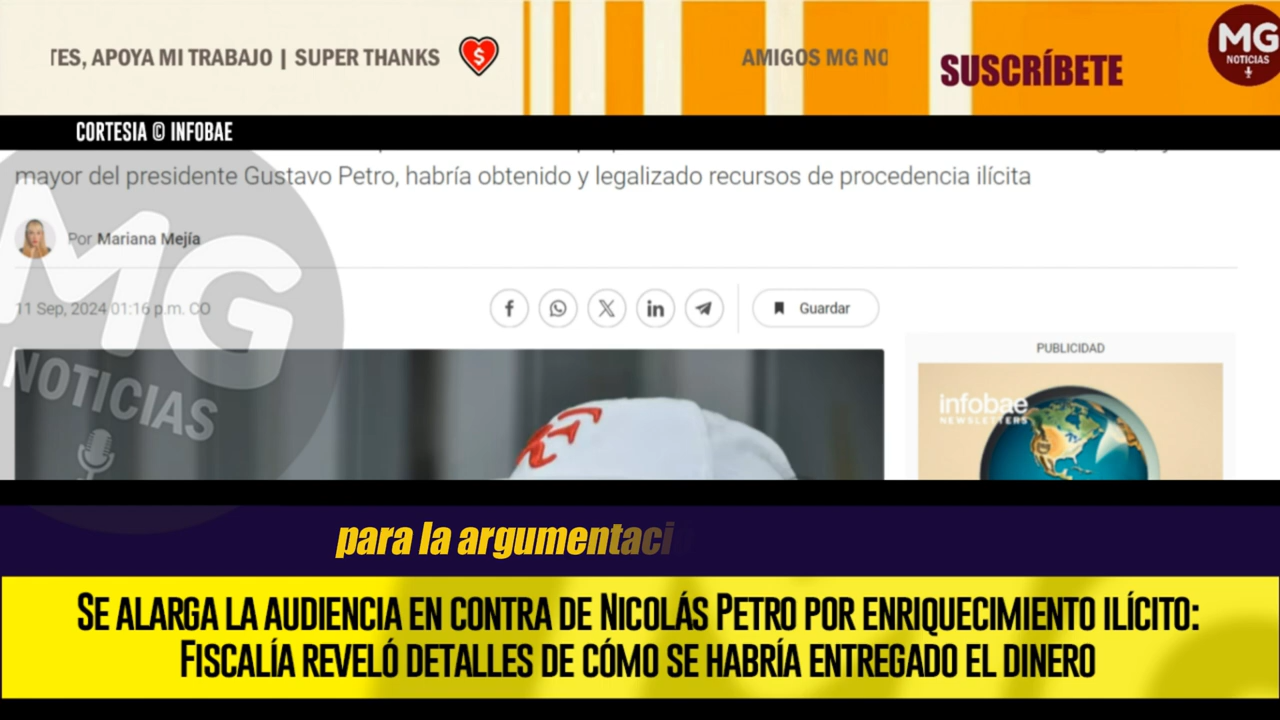 TES, APOYA MI TRABAJO | SUPER THANKS
AMIGOS MG NO
SUSCRÍBETE
MG
NOTICIAS
CORTESIA © INFOBAE
mayor del presidente Gustavo Petro, habría obtenido y legalizado recursos de procedencia ilícita
Por Mariana Mejía
11 Sep, 2024 01:16 p.m. CO
Guardar
MG
NOTICIAS
PUBLICIDAD
infobae
NEWSLETTERS
para la argumentació
SE ALARGA LA AUDIENCIA EN CONTRA DE NICOLÁS PETRO POR ENRIQUECIMIENTO ILÍCITO:
FISCALÍA REVELÓ DETALLES DE CÓMO SE HABRÍA ENTREGADO EL DINERO